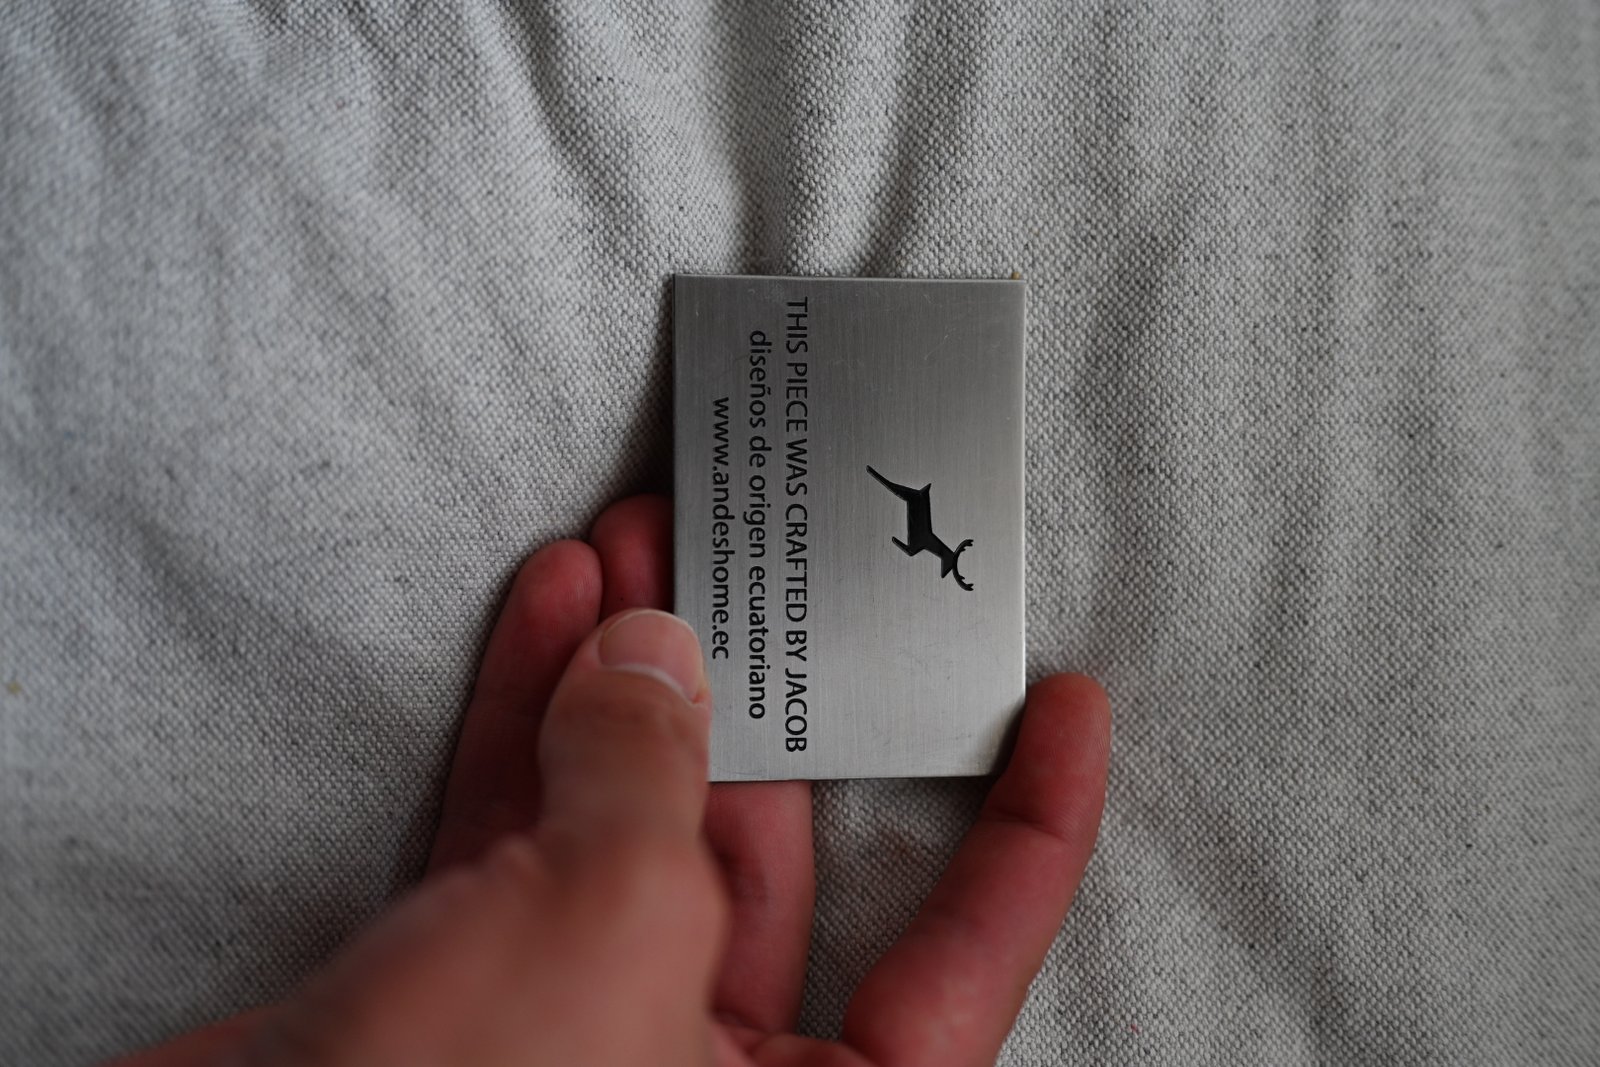 THIS PIECE WAS CRAFTED BY JACOB
diseños de origen ecuatoriano
www.andeshome.ec